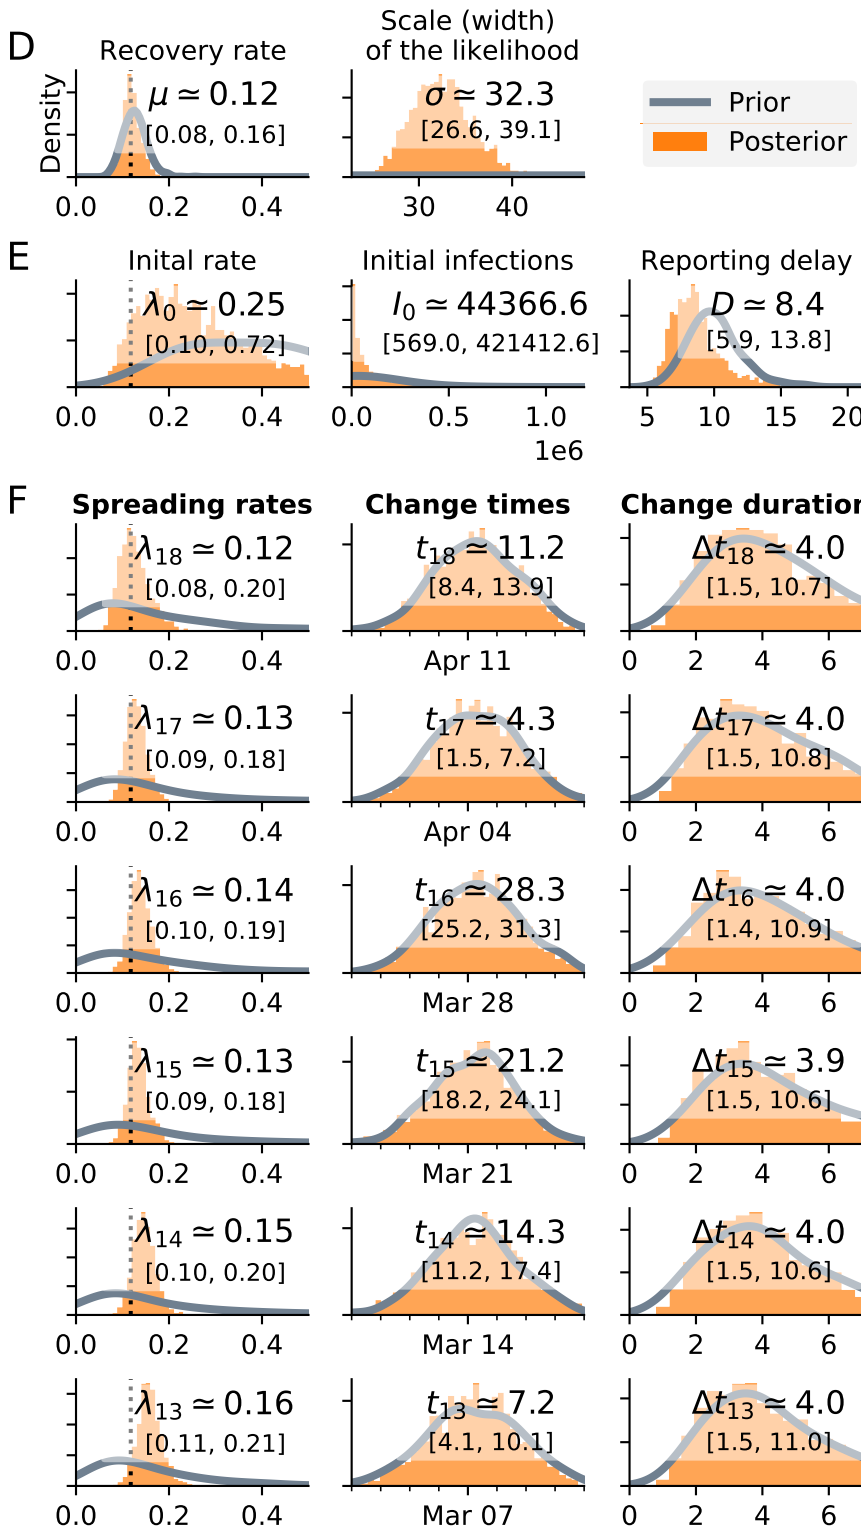 D
Recovery rate
Scale (width)
of the likelihood
Density
μ ≃ 0.12
[0.08, 0.16]
σ ≃ 32.3
[26.6, 39.1]
Prior
Posterior
0.0 0.2 0.4
30 40
E
Inital rate
Initial infections
Reporting delay
λ0 ≃ 0.25
[0.10, 0.72]
I0 ≃ 44366.6
[569.0, 421412.6]
D ≃ 8.4
[5.9, 13.8]
0.0 0.2 0.4
0.0 0.5 1.0
1e6
5 10 15 20
F
Spreading rates
Change times
Change duration
λ18 ≃ 0.12
[0.08, 0.20]
t18 ≃ 11.2
[8.4, 13.9]
Δt18 ≃ 4.0
[1.5, 10.7]
0.0 0.2 0.4
Apr 11
0 2 4 6
λ17 ≃ 0.13
[0.09, 0.18]
t17 ≃ 4.3
[1.5, 7.2]
Δt17 ≃ 4.0
[1.5, 10.8]
0.0 0.2 0.4
Apr 04
0 2 4 6
λ16 ≃ 0.14
[0.10, 0.19]
t16 ≃ 28.3
[25.2, 31.3]
Δt16 ≃ 4.0
[1.4, 10.9]
0.0 0.2 0.4
Mar 28
0 2 4 6
λ15 ≃ 0.13
[0.09, 0.18]
t15 ≃ 21.2
[18.2, 24.1]
Δt15 ≃ 3.9
[1.5, 10.6]
0.0 0.2 0.4
Mar 21
0 2 4 6
λ14 ≃ 0.15
[0.10, 0.20]
t14 ≃ 14.3
[11.2, 17.4]
Δt14 ≃ 4.0
[1.5, 10.6]
0.0 0.2 0.4
Mar 14
0 2 4 6
λ13 ≃ 0.16
[0.11, 0.21]
t13 ≃ 7.2
[4.1, 10.1]
Δt13 ≃ 4.0
[1.5, 11.0]
0.0 0.2 0.4
Mar 07
0 2 4 6